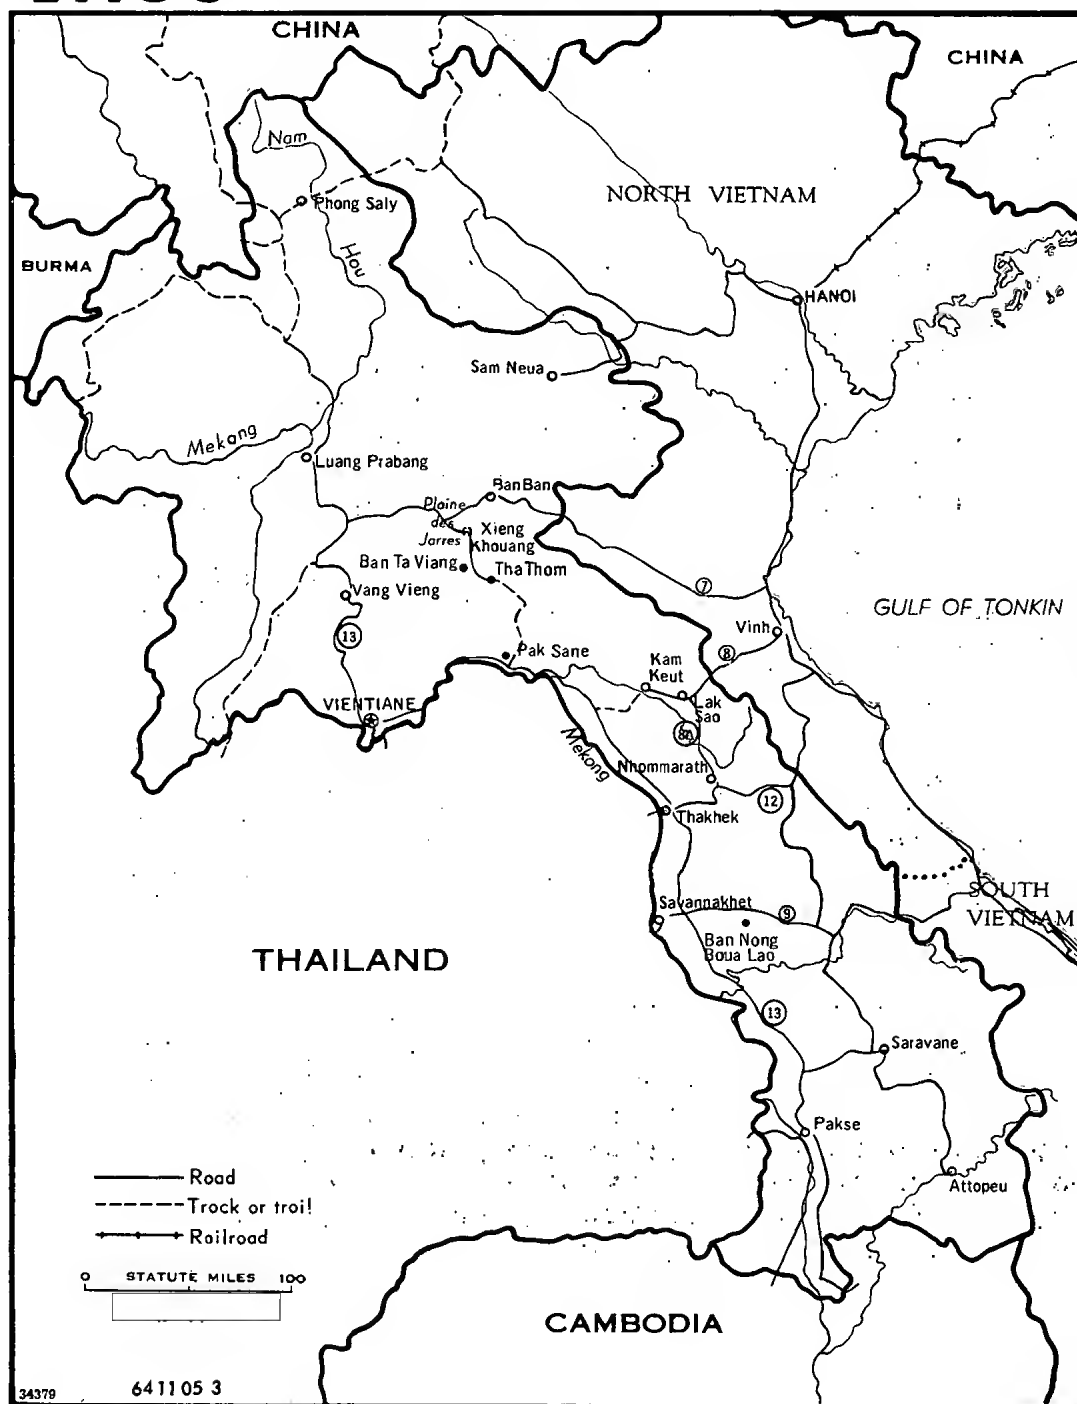 CHINA
CHINA
Nam
NORTH VIETNAM
Phong Saly
Hou
BURMA
HANOI
Sam Neua
Mekang
Luang Prabang
Ban Ban
Plaine
des
Jarres
Xieng
Khouang
Ban Ta Viang
Tha Thom
Vang Vieng
7
GULF OF TONKIN
13
Vinh
8
Pak Sane
Kam
Keut
Lak
Sao
VIENTIANE
8A
Mekong
Nhommarath
12
Thakhek
SOUTH
VIETNAM
Savannakhet
9
Ban Nong
Boua Lao
THAILAND
13
Saravane
Pakse
Attopeu
Road
Trock or troil
Railroad
0 STATUTE MILES 100
CAMBODIA
34379
641105 3